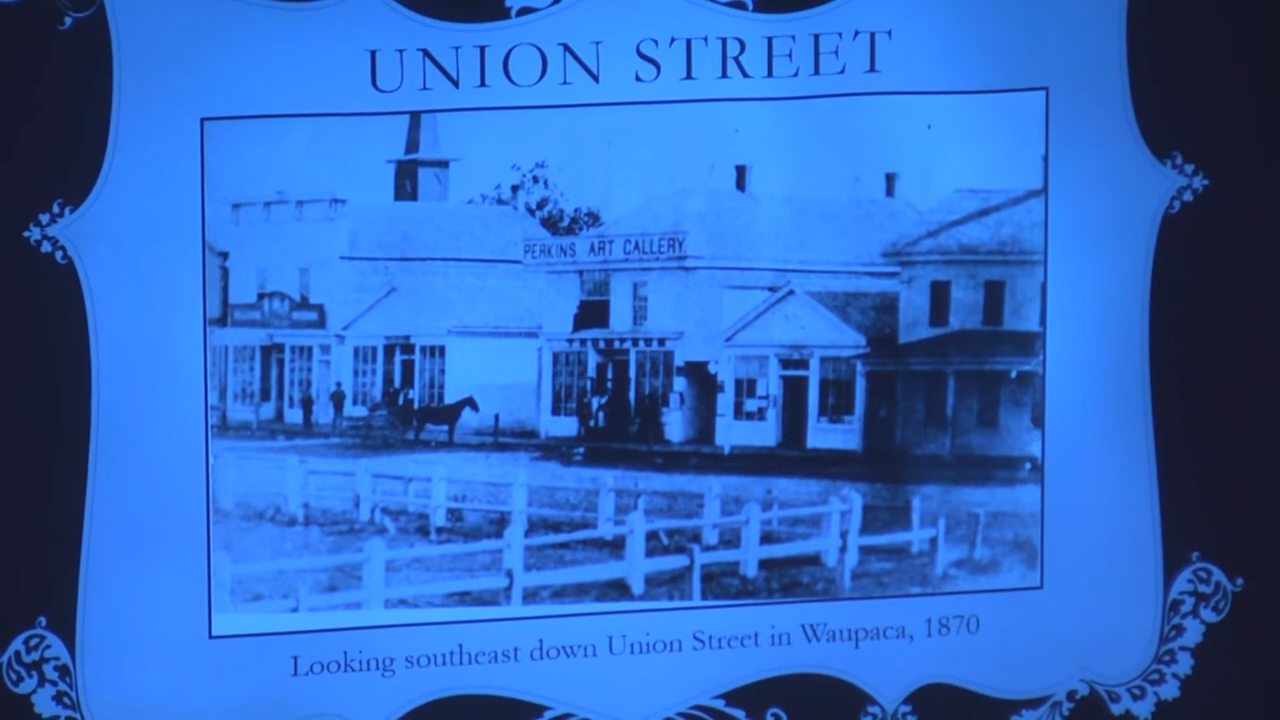 UNION STREET
PERKINS ART GALLERY.
Looking southeast down Union Street in Waupaca, 1870